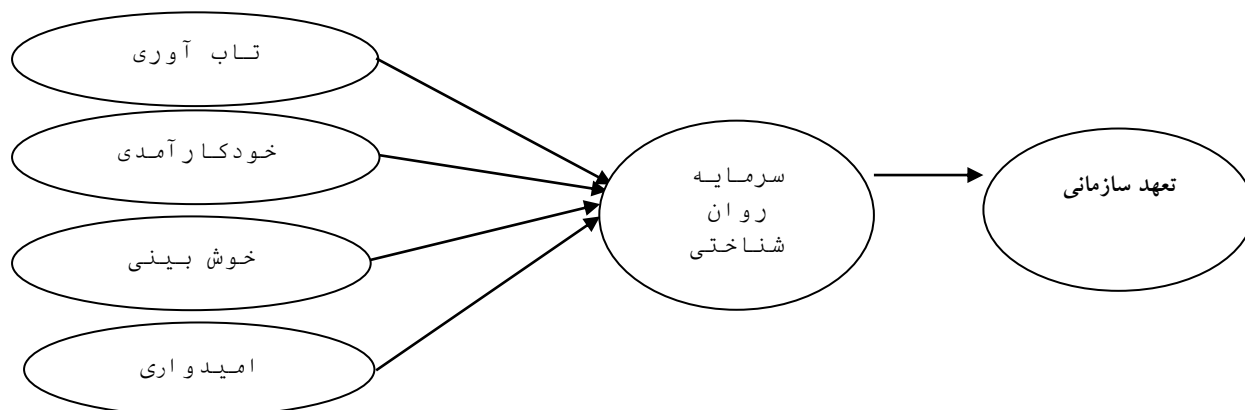 تاب آوری
خودکارآمدی
خوش بینی
امیدواری
سرمایه
روان
شناختی
تعهد سازمانی